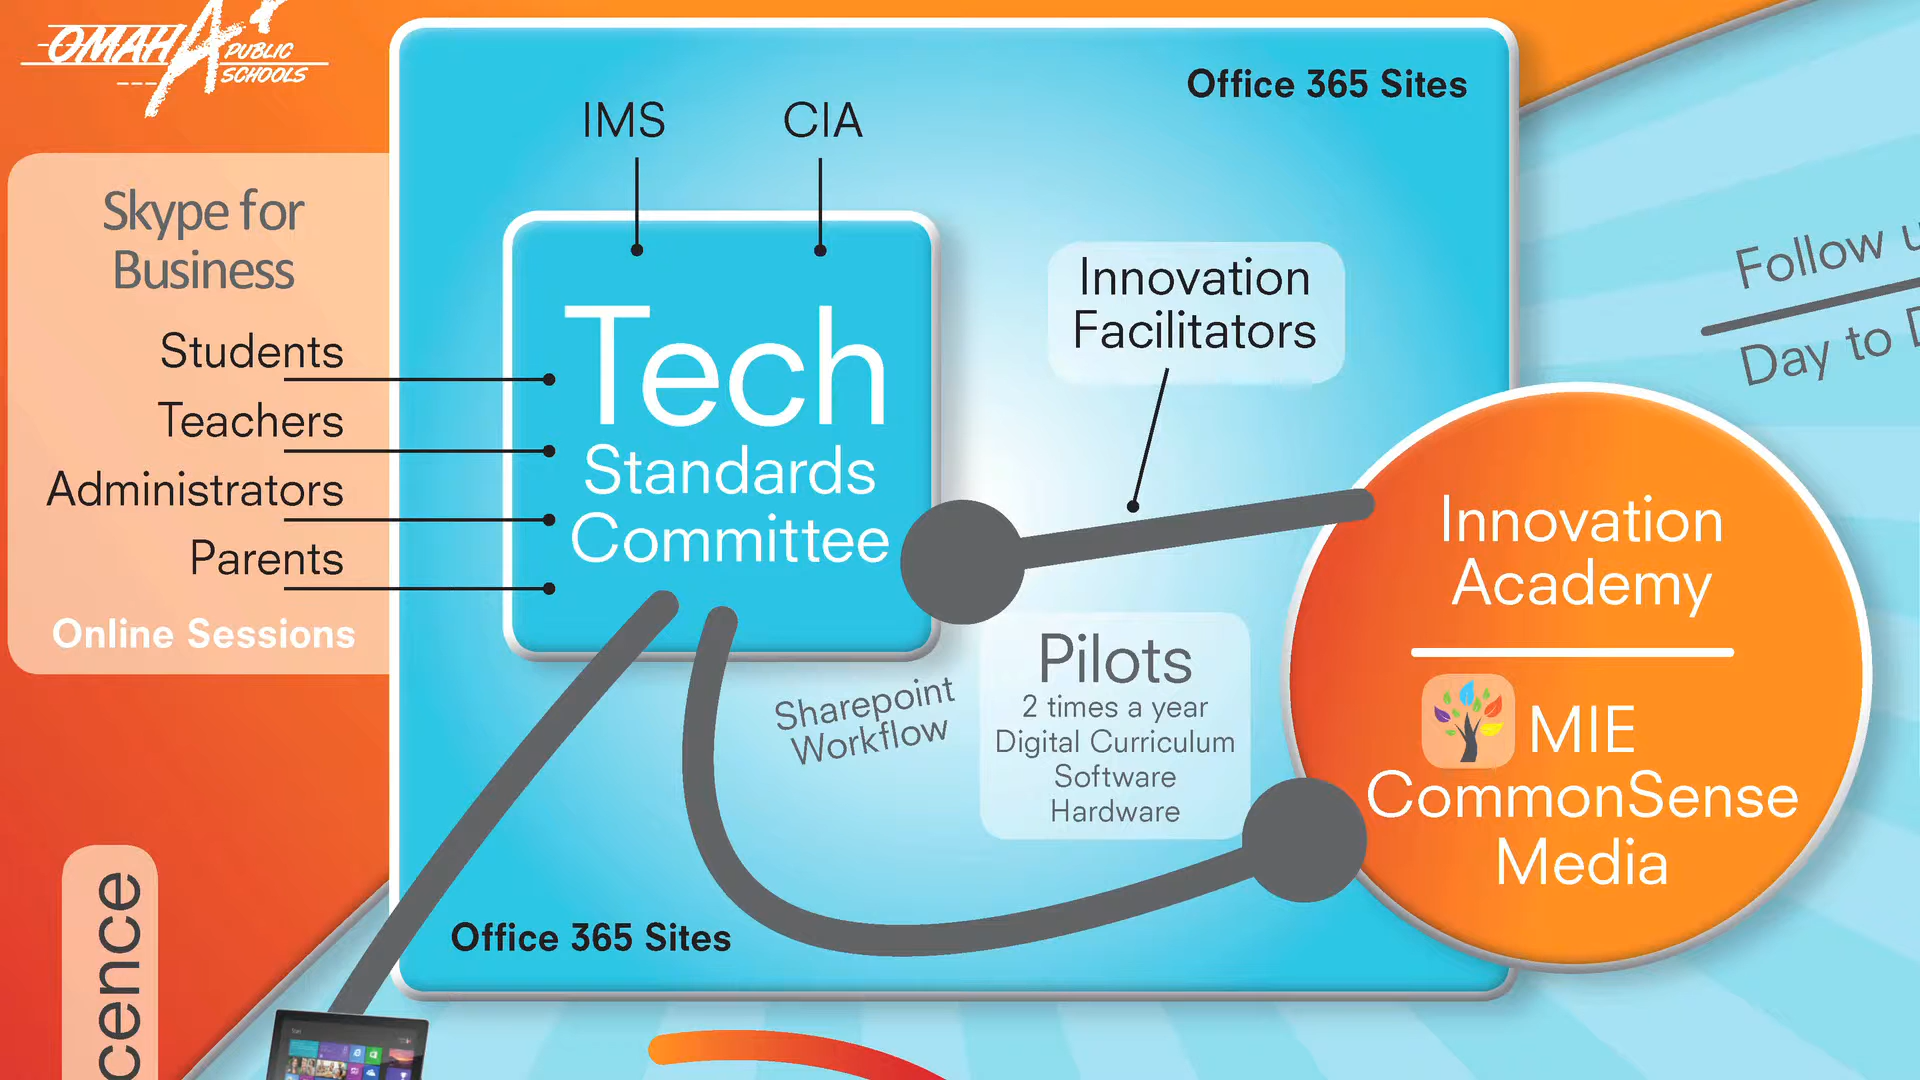 OMAHA
PUBLIC
SCHOOLS
Office 365 Sites
IMS
CIA
Skype for
Business
Students
Teachers
Administrators
Parents
Online Sessions
Tech
Standards
Committee
Innovation
Facilitators
Follow
Day to
Innovation
Academy
MIE
CommonSense
Media
Sharepoint
Workflow
Pilots
2 times a year
Digital Curriculum
Software
Hardware
Office 365 Sites